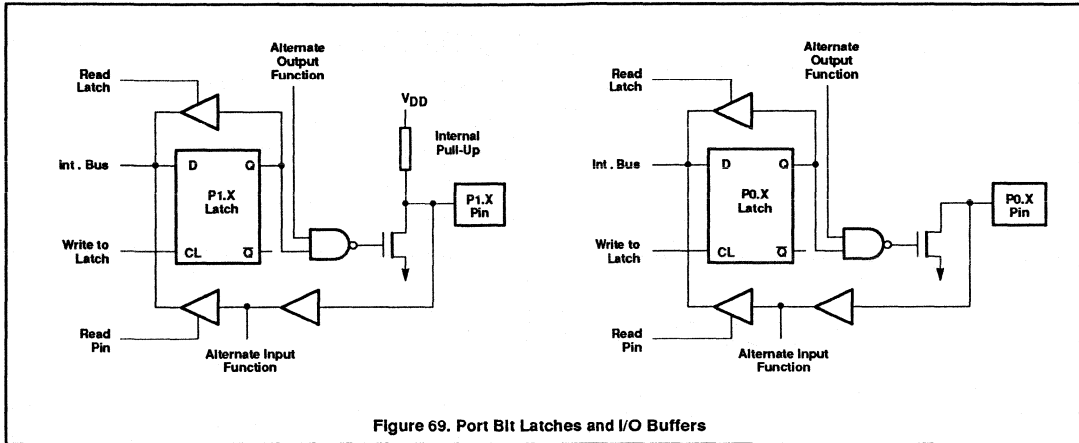 Alternate
Output
Function
Read
Latch
VDD
Internal
Pull-Up
Int . Bus
D
Q
P1.X
Latch
P1.X
Pin
Write to
Latch
CL
Q
Read
Pin
Alternate Input
Function
Alternate
Output
Function
Read
Latch
Int . Bus
D
Q
P0.X
Latch
P0.X
Pin
Write to
Latch
CL
Q
Read
Pin
Alternate Input
Function
Figure 69. Port Bit Latches and I/O Buffers